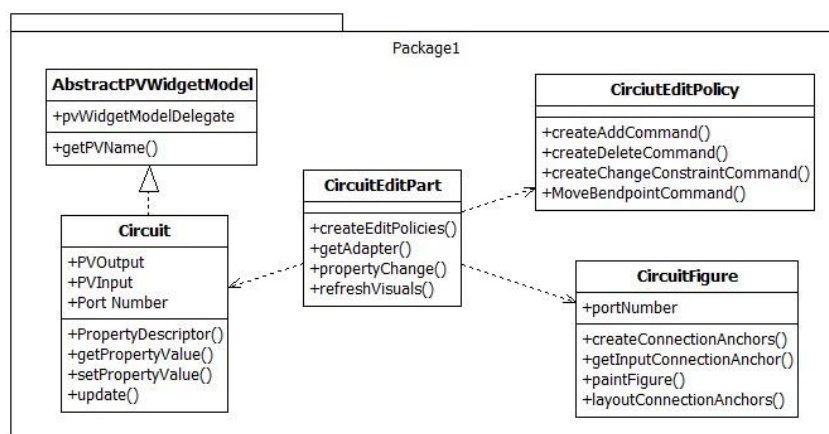 Package1
AbstractPVWidgetModel
+pvWidgetModelDelegate
+getPVName()
Circuit
+PVOutput
+PVInput
+Port Number
+PropertyDescriptor()
+getPropertyValue()
+setPropertyValue()
+update()
CircuitEditPart
+createEditPolicies()
+getAdapter()
+propertyChange()
+refreshVisuals()
CirciutEditPolicy
+createAddCommand()
+createDeleteCommand()
+createChangeConstraintCommand()
+MoveBendpointCommand()
CircuitFigure
+portNumber
+createConnectionAnchors()
+getInputConnectionAnchor()
+paintFigure()
+layoutConnectionAnchors()